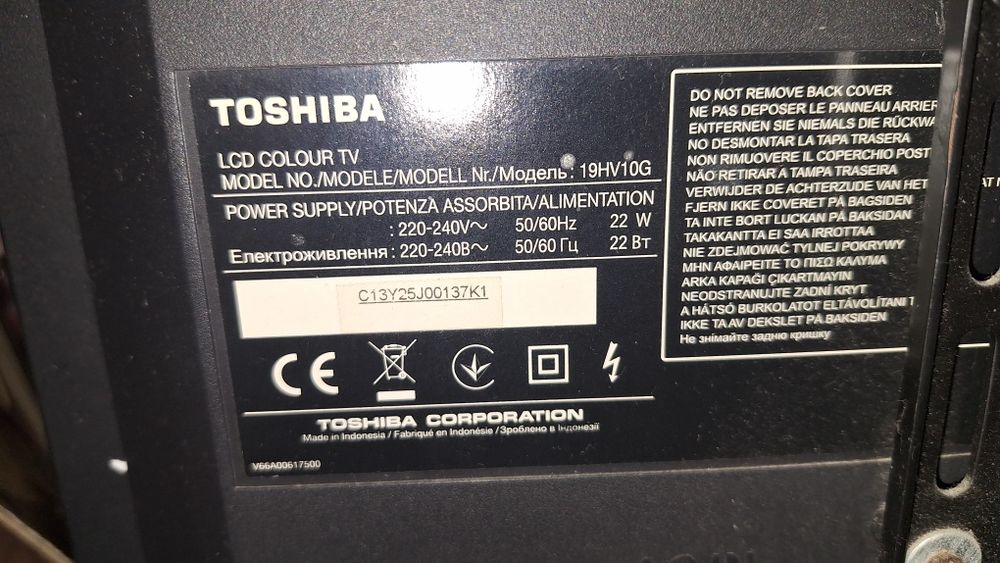 TOSHIBA
LCD COLOUR TV
MODEL NO./MODELE/MODELL Nr./Модель : 19HV10G
POWER SUPPLY/POTENZA ASSORBITA/ALIMENTATION
: 220-240V～ 50/60Hz 22 W
Електроживлення : 220-240В～ 50/60 Гц 22 Вт
C13Y25J00137K1
CE
TOSHIBA CORPORATION
Made in Indonesia / Fabriqué en Indonésie / Зроблено в Індонезії
V66A00617500
DO NOT REMOVE BACK COVER
NE PAS DEPOSER LE PANNEAU ARRIER
ENTFERNEN SIE NIEMALS DIE RÜCKWA
NO DESMONTAR LA TAPA TRASERA
NON RIMUOVERE IL COPERCHIO POST
NÃO RETIRAR A TAMPA TRASEIRA
VERWIJDER DE ACHTERZUDE VAN HET
FJERN IKKE COVERET PÅ BAGSIDEN
TA INTE BORT LUCKAN PÅ BAKSIDAN
TAKAKANTTA EI SAA IRROTTAA
NIE ZDEJMOWAĆ TYLNEJ POKRYWY
ΜΗΝ ΑΦΑΙΡΕΙΤΕ ΤΟ ΠΙΣΩ ΚΑΛΥΜΑ
ARKA KAPAĞI ÇIKARTMAYIN
NEODSTRANUJTE ZADNÍ KRYT
A HÁTSÓ BURKOLATOT ELTÁVOLÍTANI T
IKKE TA AV DEKSLET PÅ BAKSIDEN
Не знімайте задню кришку